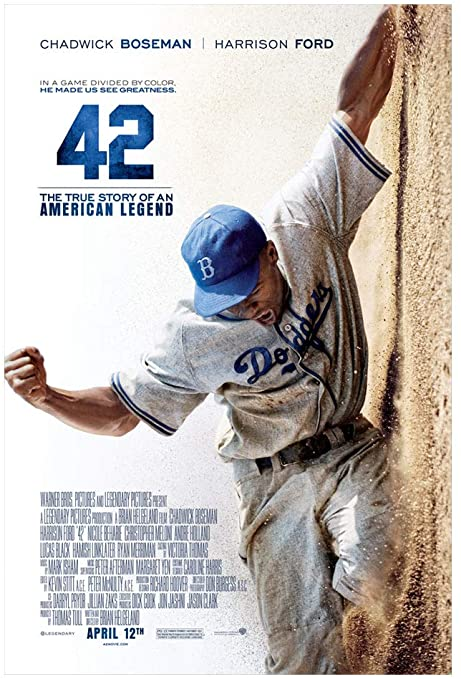 CHADWICK BOSEMAN | HARRISON FORD
IN A GAME DIVIDED BY COLOR,
HE MADE US SEE GREATNESS.
42
THE TRUE STORY OF AN
AMERICAN LEGEND
B
Dodgers
WARNER BROS. PICTURES AND LEGENDARY PICTURES PRESENT
A LEGENDARY PICTURES PRODUCTION A BRIAN HELGELAND FILM CHADWICK BOSEMAN
HARRISON FORD "42" NICOLE BEHARIE CHRISTOPHER MELONI ANDRE HOLLAND
LUCAS BLACK HAMISH LINKLATER RYAN MERRIMAN CASTING BY VICTORIA THOMAS
MUSIC BY MARK ISHAM MUSIC SUPERVISORS PETER AFTERMAN MARGARET YEN COSTUME DESIGNER CAROLINE HARRIS
EDITED BY KEVIN STITT A.C.E. PETER McNULTY, A.C.E. PRODUCTION DESIGNER RICHARD HOOVER DIRECTOR OF PHOTOGRAPHY DON BURGESS, A.S.C.
CO-PRODUCERS DARRYL PRYOR JILLIAN ZAKS EXECUTIVE PRODUCERS DICK COOK JON JASHNI JASON CLARK
PRODUCED BY THOMAS TULL WRITTEN AND DIRECTED BY BRIAN HELGELAND
LEGENDARY
APRIL 12TH